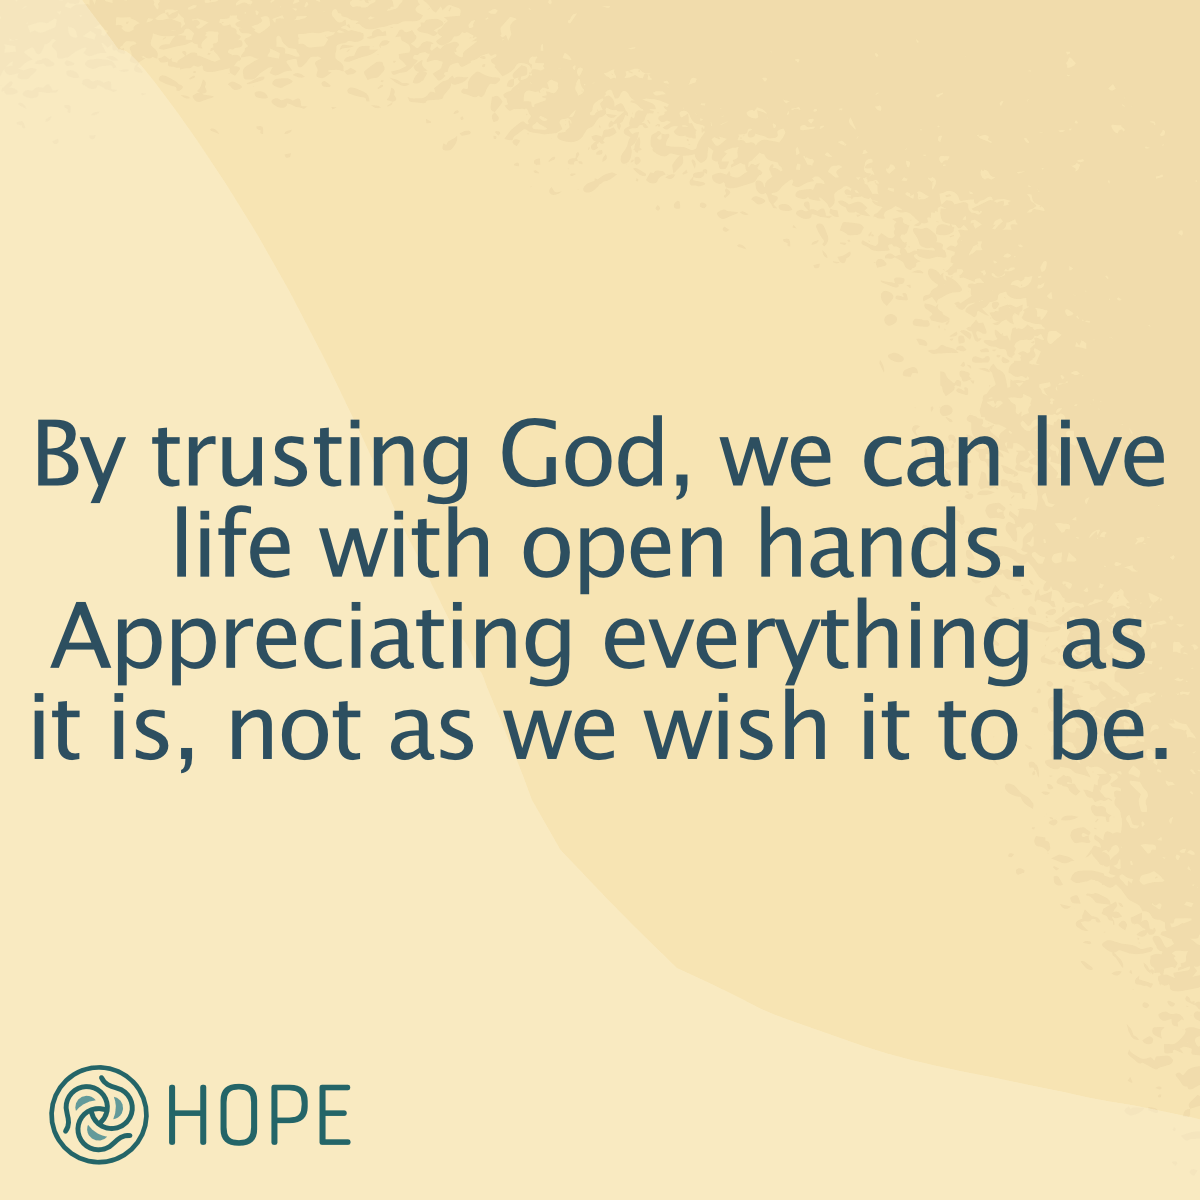 By trusting God, we can live
life with open hands.
Appreciating everything as
it is, not as we wish it to be.
HOPE